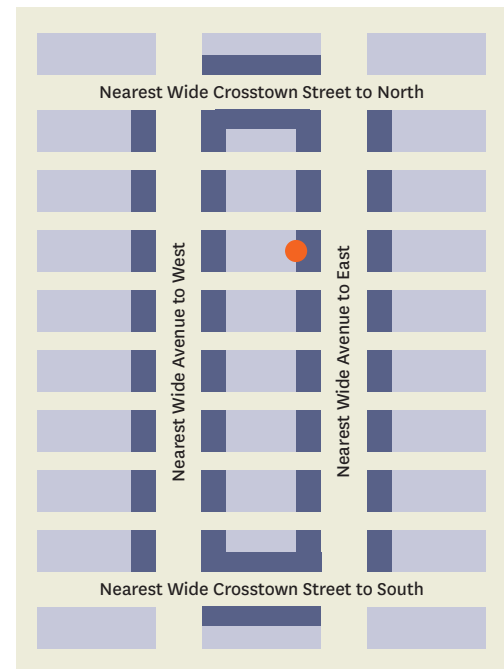 Nearest Wide Crosstown Street to North
Nearest Wide Avenue to West
Nearest Wide Avenue to East
Nearest Wide Crosstown Street to South